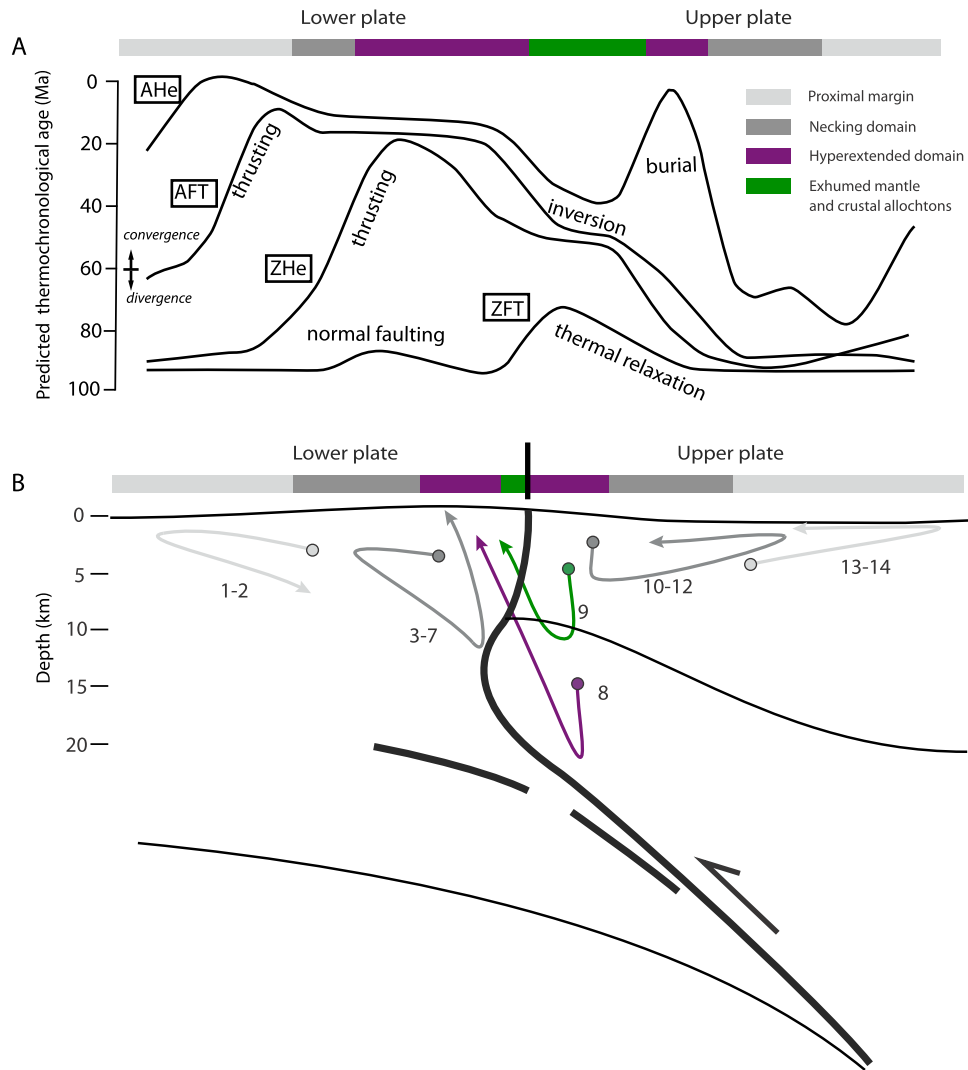 Lower plate
Upper plate
A
Predicted thermochronological age (Ma)
0
20
40
60
80
100
AHe
AFT
ZHe
ZFT
convergence
divergence
thrusting
thrusting
normal faulting
inversion
burial
thermal relaxation
Proximal margin
Necking domain
Hyperextended domain
Exhumed mantle
and crustal allochtons
Lower plate
Upper plate
B
Depth (km)
0
5
10
15
20
1-2
3-7
9
8
10-12
13-14